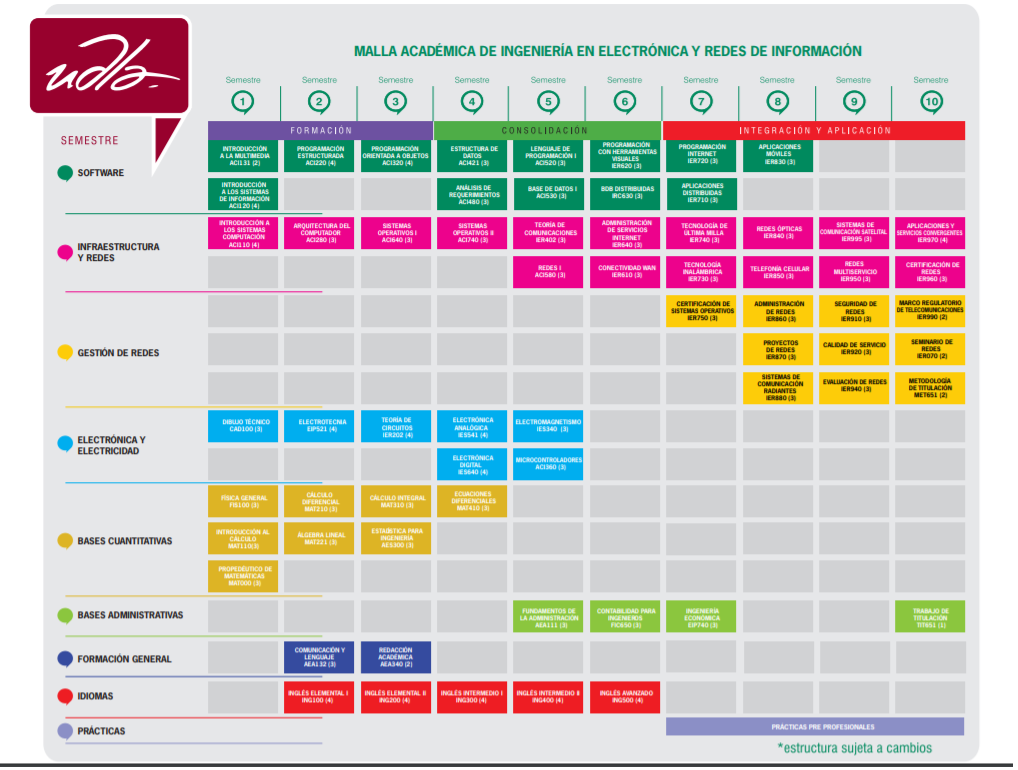 udla-
MALLA ACADÉMICA DE INGENIERÍA EN ELECTRÓNICA Y REDES DE INFORMACIÓN
Semestre Semestre Semestre Semestre Semestre Semestre Semestre Semestre Semestre Semestre
1 2 3 4 5 6 7 8 9 10
SEMESTRE
FORMACIÓN
CONSOLIDACIÓN
INTEGRACIÓN Y APLICACIÓN
SOFTWARE
INTRODUCCIÓN
A LA MULTIMEDIA
ACI131 (2)
PROGRAMACIÓN
ESTRUCTURADA
ACI220 (4)
PROGRAMACIÓN
ORIENTADA A OBJETOS
ACI320 (4)
ESTRUCTURA DE
DATOS
ACI421 (3)
LENGUAJE DE
PROGRAMACIÓN I
ACI520 (3)
PROGRAMACIÓN
CON HERRAMIENTAS
VISUALES
IER620 (3)
PROGRAMACIÓN
INTERNET
IER720 (3)
APLICACIONES
MÓVILES
IER830 (3)
INTRODUCCIÓN
A LOS SISTEMAS
DE INFORMACIÓN
ACI120 (4)
ANÁLISIS DE
REQUERIMIENTOS
ACI480 (3)
BASE DE DATOS I
ACI530 (3)
BDB DISTRIBUIDAS
IRC630 (3)
APLICACIONES
DISTRIBUIDAS
IER710 (3)
INFRAESTRUCTURA
Y REDES
INTRODUCCIÓN A
LOS SISTEMAS
COMPUTACIÓN
ACI110 (4)
ARQUITECTURA DEL
COMPUTADOR
ACI280 (3)
SISTEMAS
OPERATIVOS I
ACI640 (3)
SISTEMAS
OPERATIVOS II
ACI740 (3)
TEORÍA DE
COMUNICACIONES
IER402 (3)
ADMINISTRACIÓN
DE SERVICIOS
INTERNET
IER640 (3)
TECNOLOGÍA DE
ÚLTIMA MILLA
IER740 (3)
REDES ÓPTICAS
IER840 (3)
SISTEMAS DE
COMUNICACIÓN SATELITAL
IER995 (3)
APLICACIONES Y
SERVICIOS CONVERGENTES
IER970 (4)
REDES I
ACI580 (3)
CONECTIVIDAD WAN
IER610 (3)
TECNOLOGÍA
INALÁMBRICA
IER730 (3)
TELEFONÍA CELULAR
IER850 (3)
REDES
MULTISERVICIO
IER950 (3)
CERTIFICACIÓN DE
REDES
IER960 (3)
GESTIÓN DE REDES
CERTIFICACIÓN DE
SISTEMAS OPERATIVOS
IER750 (3)
ADMINISTRACIÓN
DE REDES
IER860 (3)
SEGURIDAD DE
REDES
IER910 (3)
MARCO REGULATORIO
DE TELECOMUNICACIONES
IER990 (2)
PROYECTOS
DE REDES
IER870 (3)
CALIDAD DE SERVICIO
IER920 (3)
SEMINARIO DE
REDES
IER070 (2)
SISTEMAS DE
COMUNICACIÓN
RADIANTES
IER880 (3)
EVALUACIÓN DE REDES
IER940 (3)
METODOLOGÍA
DE TITULACIÓN
MET651 (2)
ELECTRÓNICA Y
ELECTRICIDAD
DIBUJO TÉCNICO
CAD100 (3)
ELECTROTECNIA
EIP521 (4)
TEORÍA DE
CIRCUITOS
IER202 (4)
ELECTRÓNICA
ANALÓGICA
IES541 (4)
ELECTROMAGNETISMO
IES340 (3)
ELECTRÓNICA
DIGITAL
IES640 (4)
MICROCONTROLADORES
ACI360 (3)
BASES CUANTITATIVAS
FÍSICA GENERAL
FIS100 (3)
CÁLCULO
DIFERENCIAL
MAT210 (3)
CÁLCULO INTEGRAL
MAT310 (3)
ECUACIONES
DIFERENCIALES
MAT410 (3)
INTRODUCCIÓN AL
CÁLCULO
MAT110(3)
ÁLGEBRA LINEAL
MAT221 (3)
ESTADÍSTICA PARA
INGENIERÍA
AES300 (3)
PROPEDÉUTICO DE
MATEMÁTICAS
MAT000 (3)
BASES ADMINISTRATIVAS
FUNDAMENTOS DE
LA ADMINISTRACIÓN
AEA111 (3)
CONTABILIDAD PARA
INGENIEROS
FIC650 (3)
INGENIERÍA
ECONÓMICA
EIP740 (3)
TRABAJO DE
TITULACIÓN
TIT651 (1)
FORMACIÓN GENERAL
COMUNICACIÓN Y
LENGUAJE
AEA132 (3)
REDACCIÓN
ACADÉMICA
AEA340 (2)
IDIOMAS
INGLÉS ELEMENTAL I
ING100 (4)
INGLÉS ELEMENTAL II
ING200 (4)
INGLÉS INTERMEDIO I
ING300 (4)
INGLÉS INTERMEDIO II
ING400 (4)
INGLÉS AVANZADO
ING500 (4)
PRÁCTICAS
PRÁCTICAS PRE PROFESIONALES
*estructura sujeta a cambios